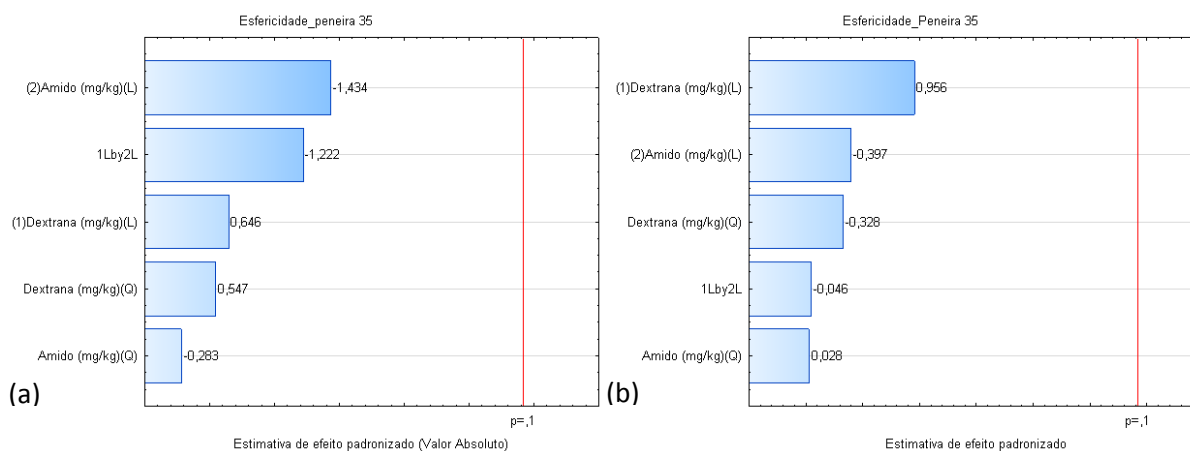 Esfericidade_peneira 35
(2)Amido (mg/kg)(L)
-1,434
1Lby2L
-1,222
(1)Dextrana (mg/kg)(L)
0,646
Dextrana (mg/kg)(Q)
0,547
Amido (mg/kg)(Q)
-0,283
(a)
p=,1
Estimativa de efeito padronizado (Valor Absoluto)
Esfericidade_Peneira 35
(1)Dextrana (mg/kg)(L)
0,956
(2)Amido (mg/kg)(L)
-0,397
Dextrana (mg/kg)(Q)
-0,328
1Lby2L
-0,046
Amido (mg/kg)(Q)
0,028
(b)
p=,1
Estimativa de efeito padronizado